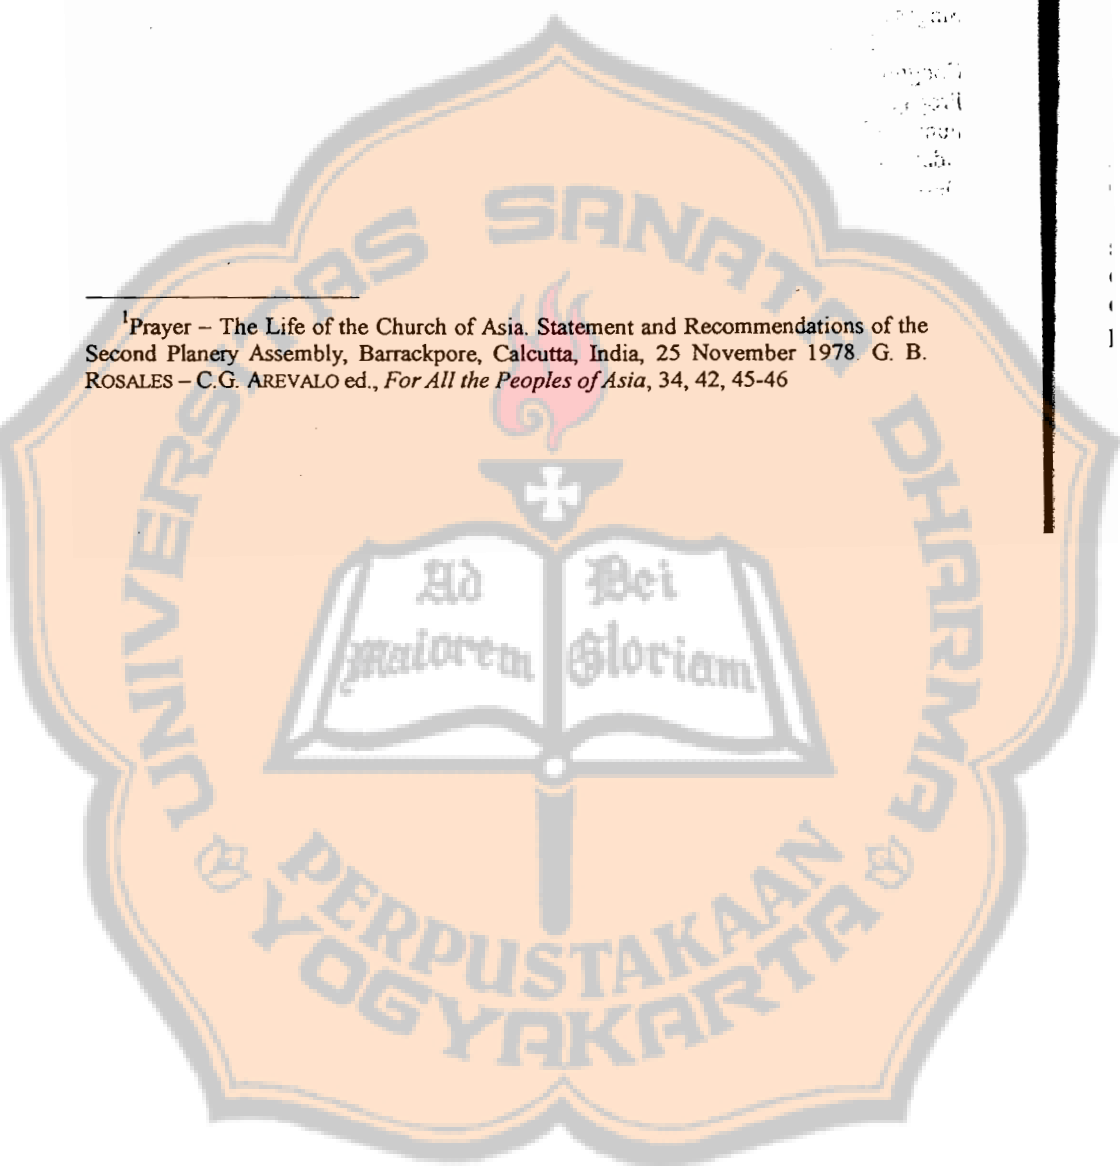 ¹Prayer – The Life of the Church of Asia. Statement and Recommendations of the
Second Planery Assembly, Barrackpore, Calcutta, India, 25 November 1978. G. B.
ROSALES – C.G. AREVALO ed., For All the Peoples of Asia, 34, 42, 45-46
UNIVERSITAS SANATA DHARMA
Ad Dei
maiorem Gloriam
PERPUSTAKAAN
YOGYAKARTA